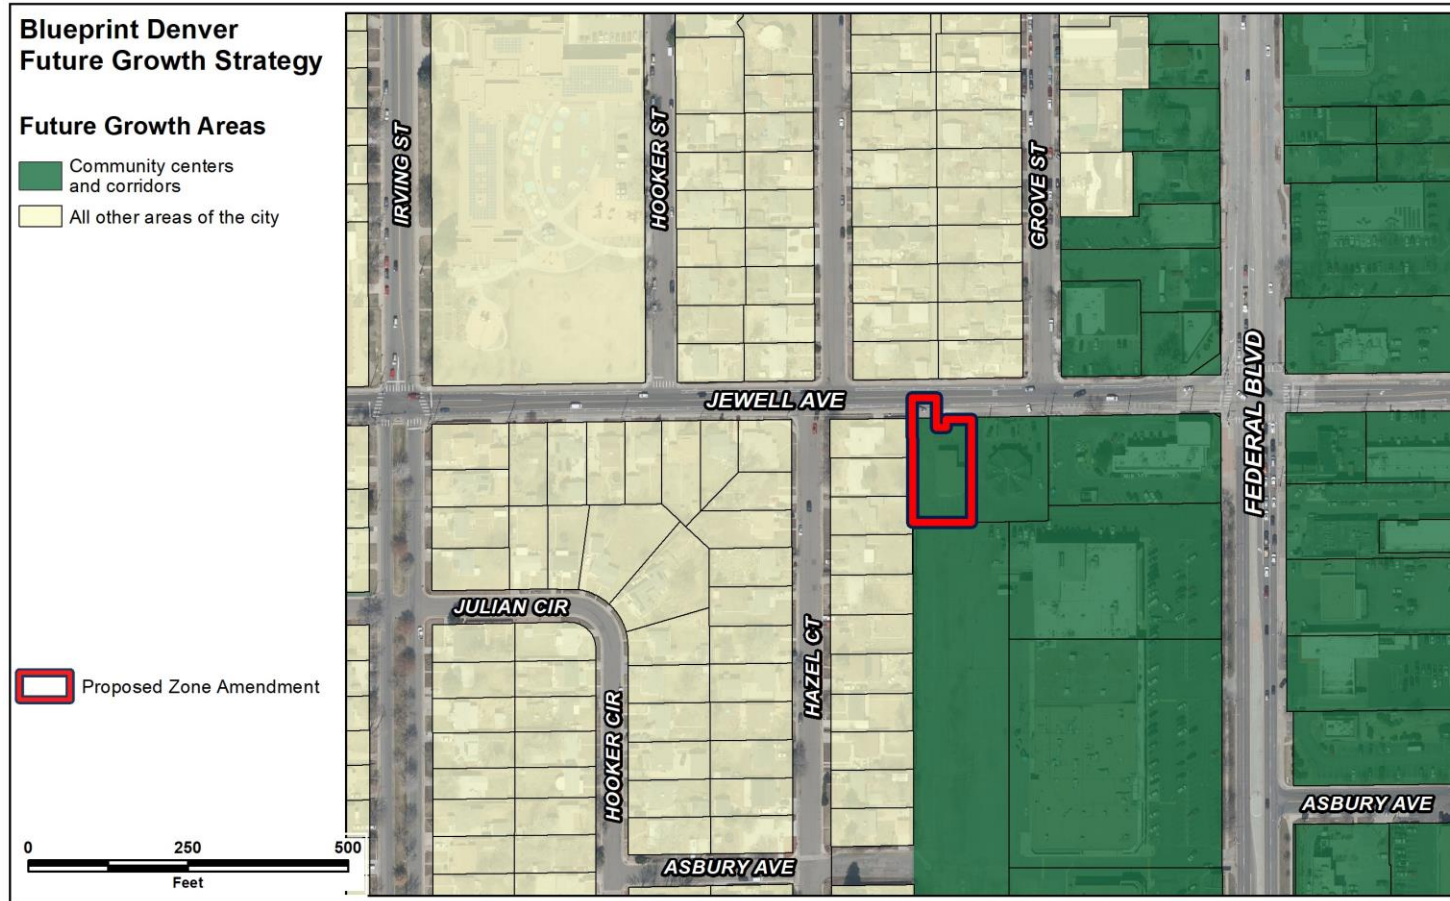 Blueprint Denver
Future Growth Strategy
Future Growth Areas
Community centers
and corridors
All other areas of the city
Proposed Zone Amendment
0 250 500
Feet
IRVING ST
HOOKER ST
GROVE ST
JEWELL AVE
FEDERAL BLVD
JULIAN CIR
HOOKER CIR
HAZEL CT
ASBURY AVE
ASBURY AVE